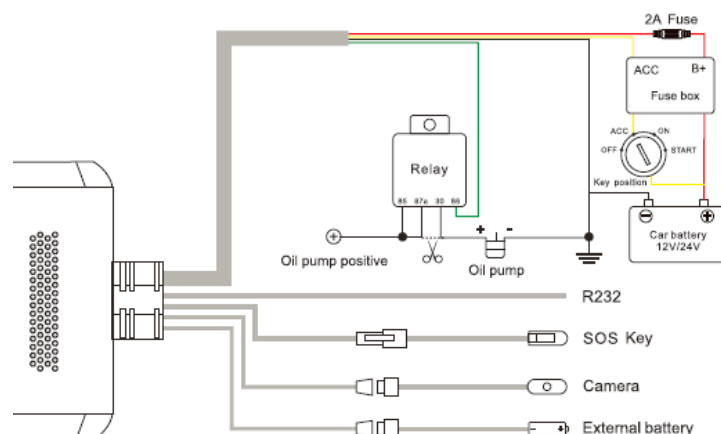 2A Fuse
ACC B+
Fuse box
ACC ON
OFF START
Key position
Relay
85 87a 30 86
Car battery
12V/24V
Oil pump positive
+ -
Oil pump
R232
SOS Key
Camera
External battery